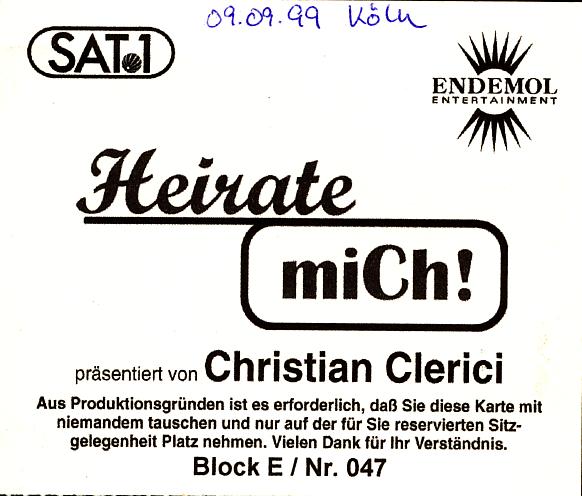 09.09.99 Köln
SAT.1
ENDEMOL
ENTERTAINMENT
Heirate
miCh!
präsentiert von Christian Clerici
Aus Produktionsgründen ist es erforderlich, daß Sie diese Karte mit
niemandem tauschen und nur auf der für Sie reservierten Sitz-
gelegenheit Platz nehmen. Vielen Dank für Ihr Verständnis.
Block E / Nr. 047